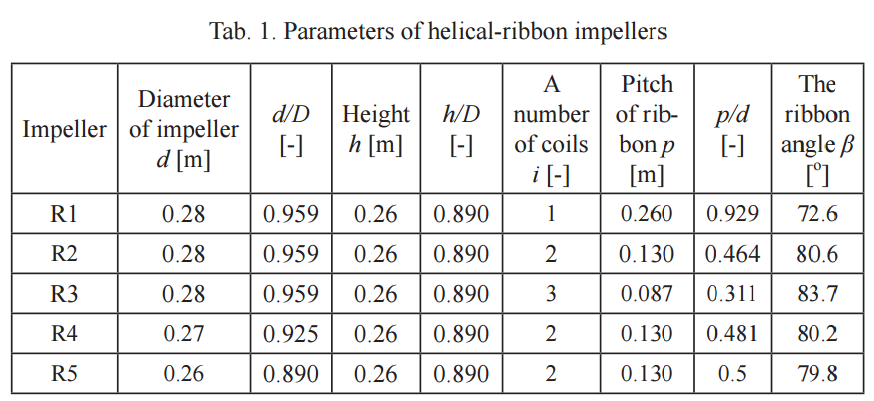 Tab. 1. Parameters of helical-ribbon impellers
Impeller Diameter of impeller d [m] d/D [-] Height h [m] h/D [-] A number of coils i [-] Pitch of rib- bon p [m] p/d [-] The ribbon angle β [°]
R1 0.28 0.959 0.26 0.890 1 0.260 0.929 72.6
R2 0.28 0.959 0.26 0.890 2 0.130 0.464 80.6
R3 0.28 0.959 0.26 0.890 3 0.087 0.311 83.7
R4 0.27 0.925 0.26 0.890 2 0.130 0.481 80.2
R5 0.26 0.890 0.26 0.890 2 0.130 0.5 79.8